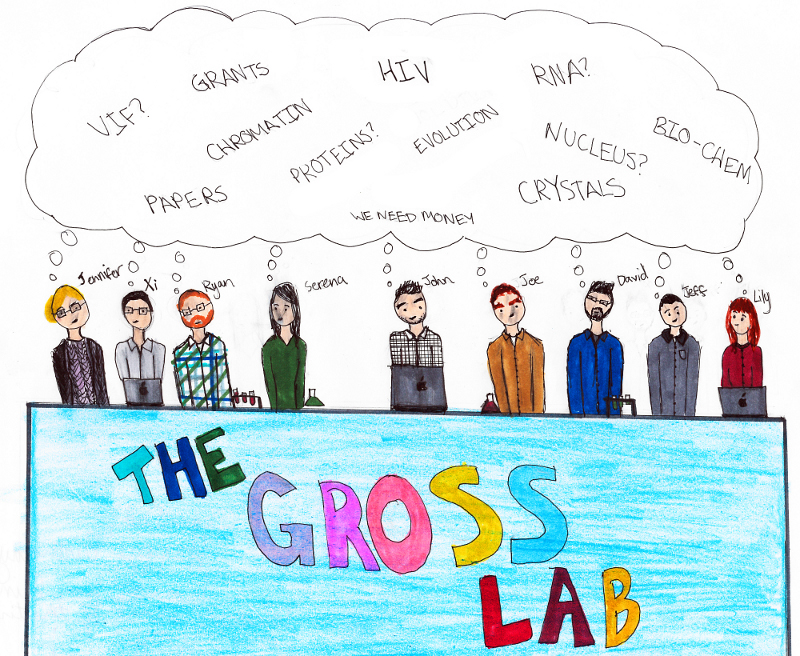 GRANTS
HIV
RNA?
VIF?
CHROMATIN
PROTEINS?
EVOLUTION
NUCLEUS?
BIO-CHEM
PAPERS
WE NEED MONEY
CRYSTALS
Jennifer
Xi
Ryan
Serena
John
Joe
David
Jeff
Lily
THE
GROSS
LAB